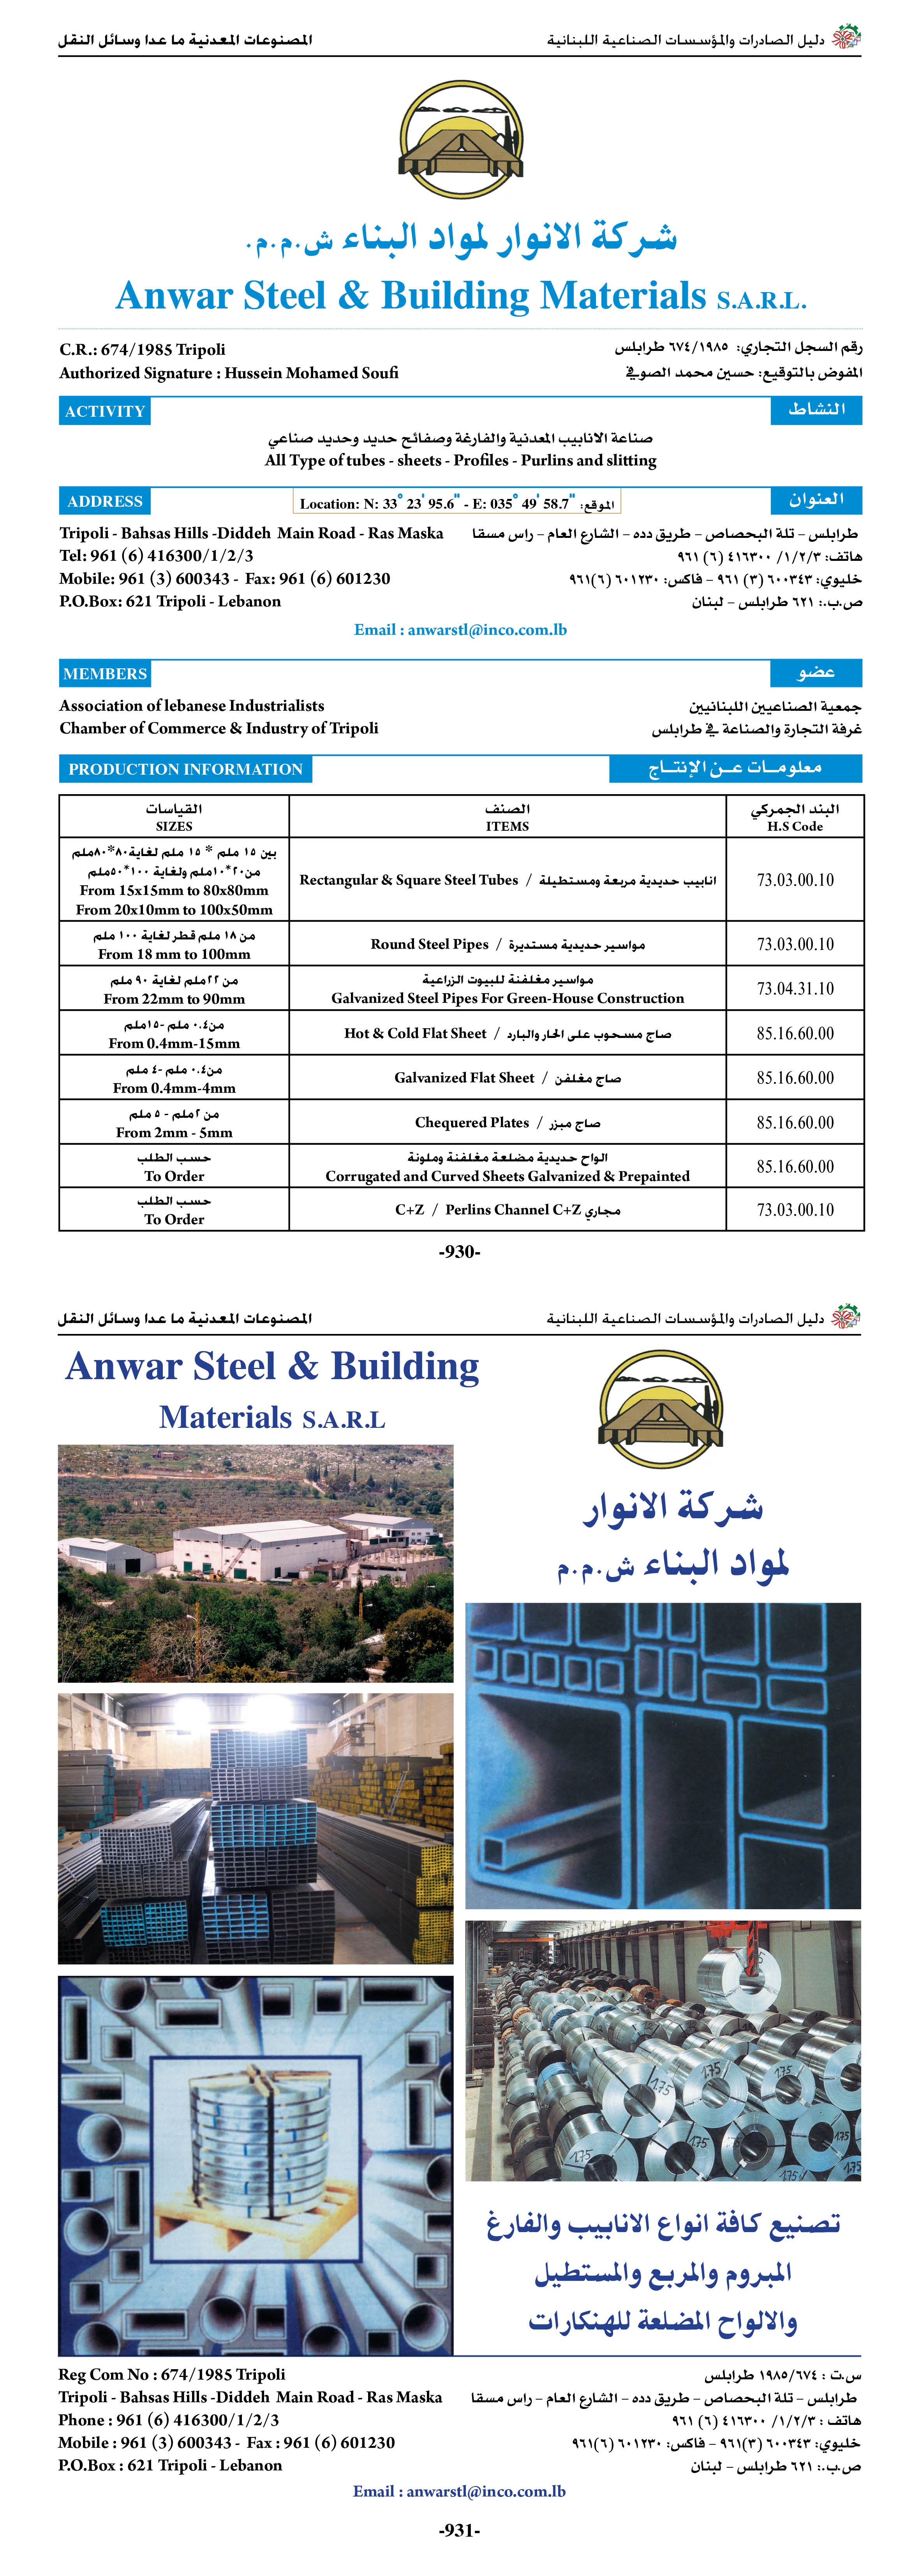 دليل الصادرات والمؤسسات الصناعية اللبنانية
المصنوعات المعدنية ما عدا وسائل النقل
شركة الانوار لمواد البناء ش.م.م.
Anwar Steel & Building Materials S.A.R.L.
C.R.: 674/1985 Tripoli
رقم السجل التجاري: ٦٧٤/١٩٨٥ طرابلس
Authorized Signature : Hussein Mohamed Soufi
المفوض بالتوقيع: حسين محمد الصوفي
ACTIVITY
النشاط
صناعة الانابيب المعدنية والفارغة وصفائح حديد وحديد صناعي
All Type of tubes - sheets - Profiles - Purlins and slitting
ADDRESS
Location: N: 33° 23' 95.6" - E: 035° 49' 58.7" :الموقع
العنوان
Tripoli - Bahsas Hills -Diddeh Main Road - Ras Maska
طرابلس - تلة البحصاص - طريق دده - الشارع العام - راس مسقا
Tel: 961 (6) 416300/1/2/3
هاتف: ١/٢/٣/ ٤١٦٣٠٠ (٦) ٩٦١
Mobile: 961 (3) 600343 - Fax: 961 (6) 601230
خليوي: ٦٠٠٣٤٣ (٣) ٩٦١ - فاكس: ٦٠١٢٣٠ (٦)٩٦١
P.O.Box: 621 Tripoli - Lebanon
ص.ب.: ٦٢١ طرابلس - لبنان
Email : anwarstl@inco.com.lb
MEMBERS
عضو
Association of lebanese Industrialists
جمعية الصناعيين اللبنانيين
Chamber of Commerce & Industry of Tripoli
غرفة التجارة والصناعة في طرابلس
PRODUCTION INFORMATION
معلومـات عـن الإنتـاج
القياسات
SIZES
الصنف
ITEMS
البند الجمركي
H.S Code
بين ١٥ ملم * ١٥ ملم لغاية ٨٠*٨٠ملم
من٢٠*١٠ملم ولغاية ١٠٠*٥٠ملم
From 15x15mm to 80x80mm
From 20x10mm to 100x50mm
Rectangular & Square Steel Tubes / انابيب حديدية مربعة ومستطيلة
73.03.00.10
من ١٨ ملم قطر لغاية ١٠٠ ملم
From 18 mm to 100mm
Round Steel Pipes / مواسير حديدية مستديرة
73.03.00.10
من ٢٢ملم لغاية ٩٠ ملم
From 22mm to 90mm
مواسير مغلفنة للبيوت الزراعية
Galvanized Steel Pipes For Green-House Construction
73.04.31.10
من٠.٤ ملم -١٥ملم
From 0.4mm-15mm
Hot & Cold Flat Sheet / صاج مسحوب على الحار والبارد
85.16.60.00
من٠.٤ ملم -٤ ملم
From 0.4mm-4mm
Galvanized Flat Sheet / صاج مغلفن
85.16.60.00
من ٢ملم - ٥ ملم
From 2mm - 5mm
Chequered Plates / صاج مبزر
85.16.60.00
حسب الطلب
To Order
الواح حديدية مضلعة مغلفنة وملونة
Corrugated and Curved Sheets Galvanized & Prepainted
85.16.60.00
حسب الطلب
To Order
C+Z / Perlins Channel C+Z مجاري
73.03.00.10
-930-
دليل الصادرات والمؤسسات الصناعية اللبنانية
المصنوعات المعدنية ما عدا وسائل النقل
Anwar Steel & Building
Materials S.A.R.L
شركة الانوار
لمواد البناء ش.م.م
175
175
175
175
175
175
175
تصنيع كافة انواع الانابيب والفارغ
المبروم والمربع والمستطيل
والالواح المضلعة للهنكارات
Reg Com No : 674/1985 Tripoli
س.ت : ١٩٨٥/٦٧٤ طرابلس
Tripoli - Bahsas Hills -Diddeh Main Road - Ras Maska
طرابلس - تلة البحصاص - طريق دده - الشارع العام - راس مسقا
Phone : 961 (6) 416300/1/2/3
هاتف : ١/٢/٣/ ٤١٦٣٠٠ (٦) ٩٦١
Mobile : 961 (3) 600343 - Fax : 961 (6) 601230
خليوي: ٦٠٠٣٤٣ (٣)٩٦١ - فاكس: ٦٠١٢٣٠ (٦)٩٦١
P.O.Box : 621 Tripoli - Lebanon
ص.ب.: ٦٢١ طرابلس - لبنان
Email : anwarstl@inco.com.lb
-931-